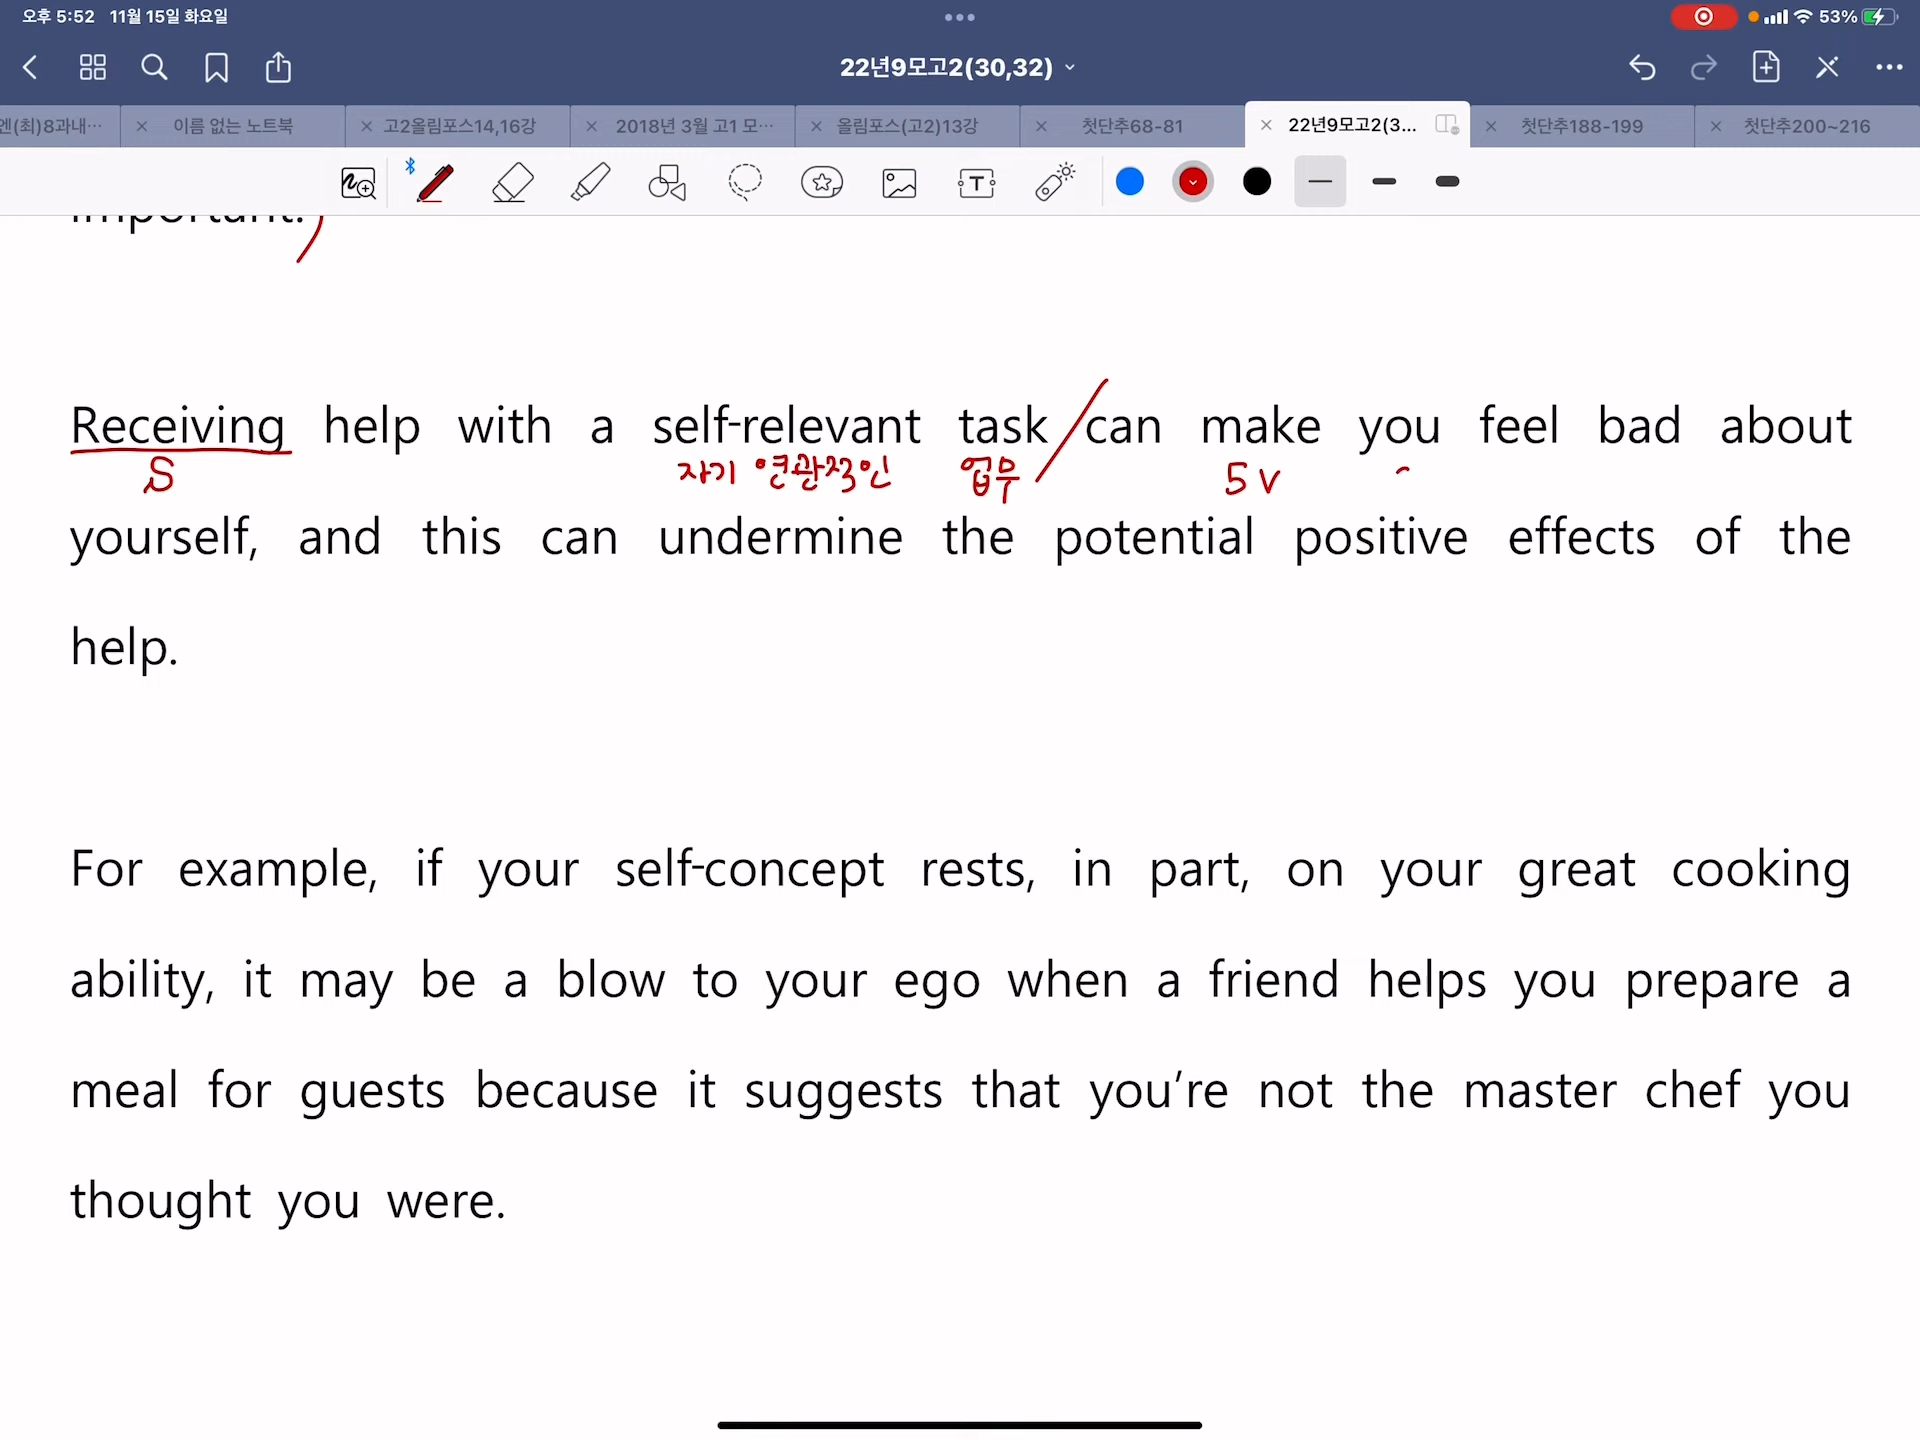 오후 5:52 11월 15일 화요일
53%
22년9모고2(30,32)
엔(최)8과내…
이름 없는 노트북
고2올림포스14,16강
2018년 3월 고1 모…
올림포스(고2)13강
첫단추68-81
22년9모고2(3...
첫단추188-199
첫단추200~216
important.
Receiving help with a self-relevant task can make you feel bad about
S 자기 연관적인 업무 5 V
yourself, and this can undermine the potential positive effects of the
help.
For example, if your self-concept rests, in part, on your great cooking
ability, it may be a blow to your ego when a friend helps you prepare a
meal for guests because it suggests that you're not the master chef you
thought you were.